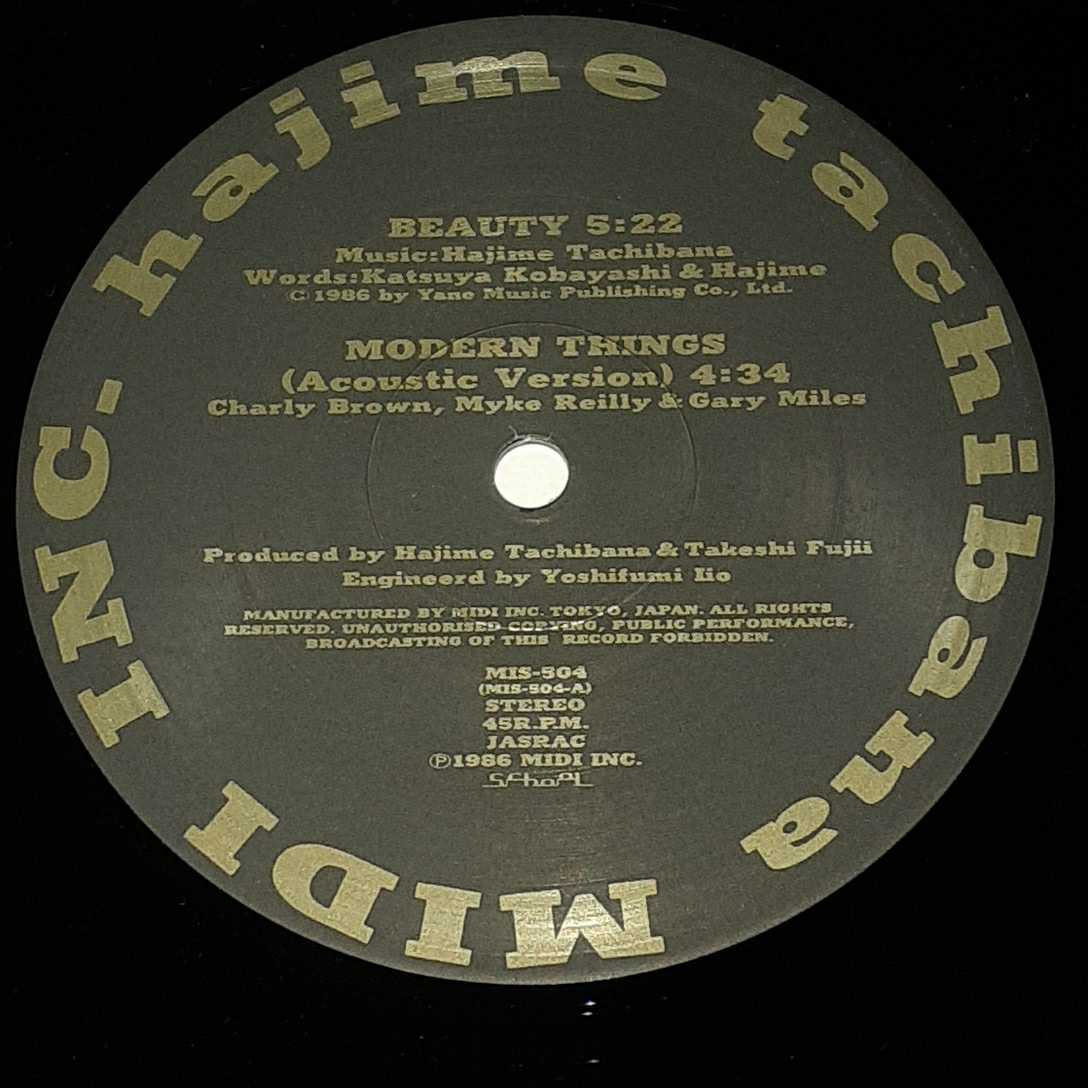 MIDI INC- hajime tachibana
BEAUTY 5:22
Music:Hajime Tachibana
Words:Katsuya Kobayashi & Hajime
© 1986 by Yano Music Publishing Co., Ltd.
MODERN THINGS
(Acoustic Version) 4:34
Charly Brown, Myke Reilly & Gary Miles
Produced by Hajime Tachibana & Takeshi Fujii
Engineerd by Yoshifumi Iio
MANUFACTURED BY MIDI INC. TOKYO, JAPAN. ALL RIGHTS
RESERVED. UNAUTHORISED COPYING, PUBLIC PERFORMANCE,
BROADCASTING OF THIS RECORD FORBIDDEN.
MIS-504
(MIS-504-A)
STEREO
45R.P.M.
JASRAC
℗1986 MIDI INC.
SchooL